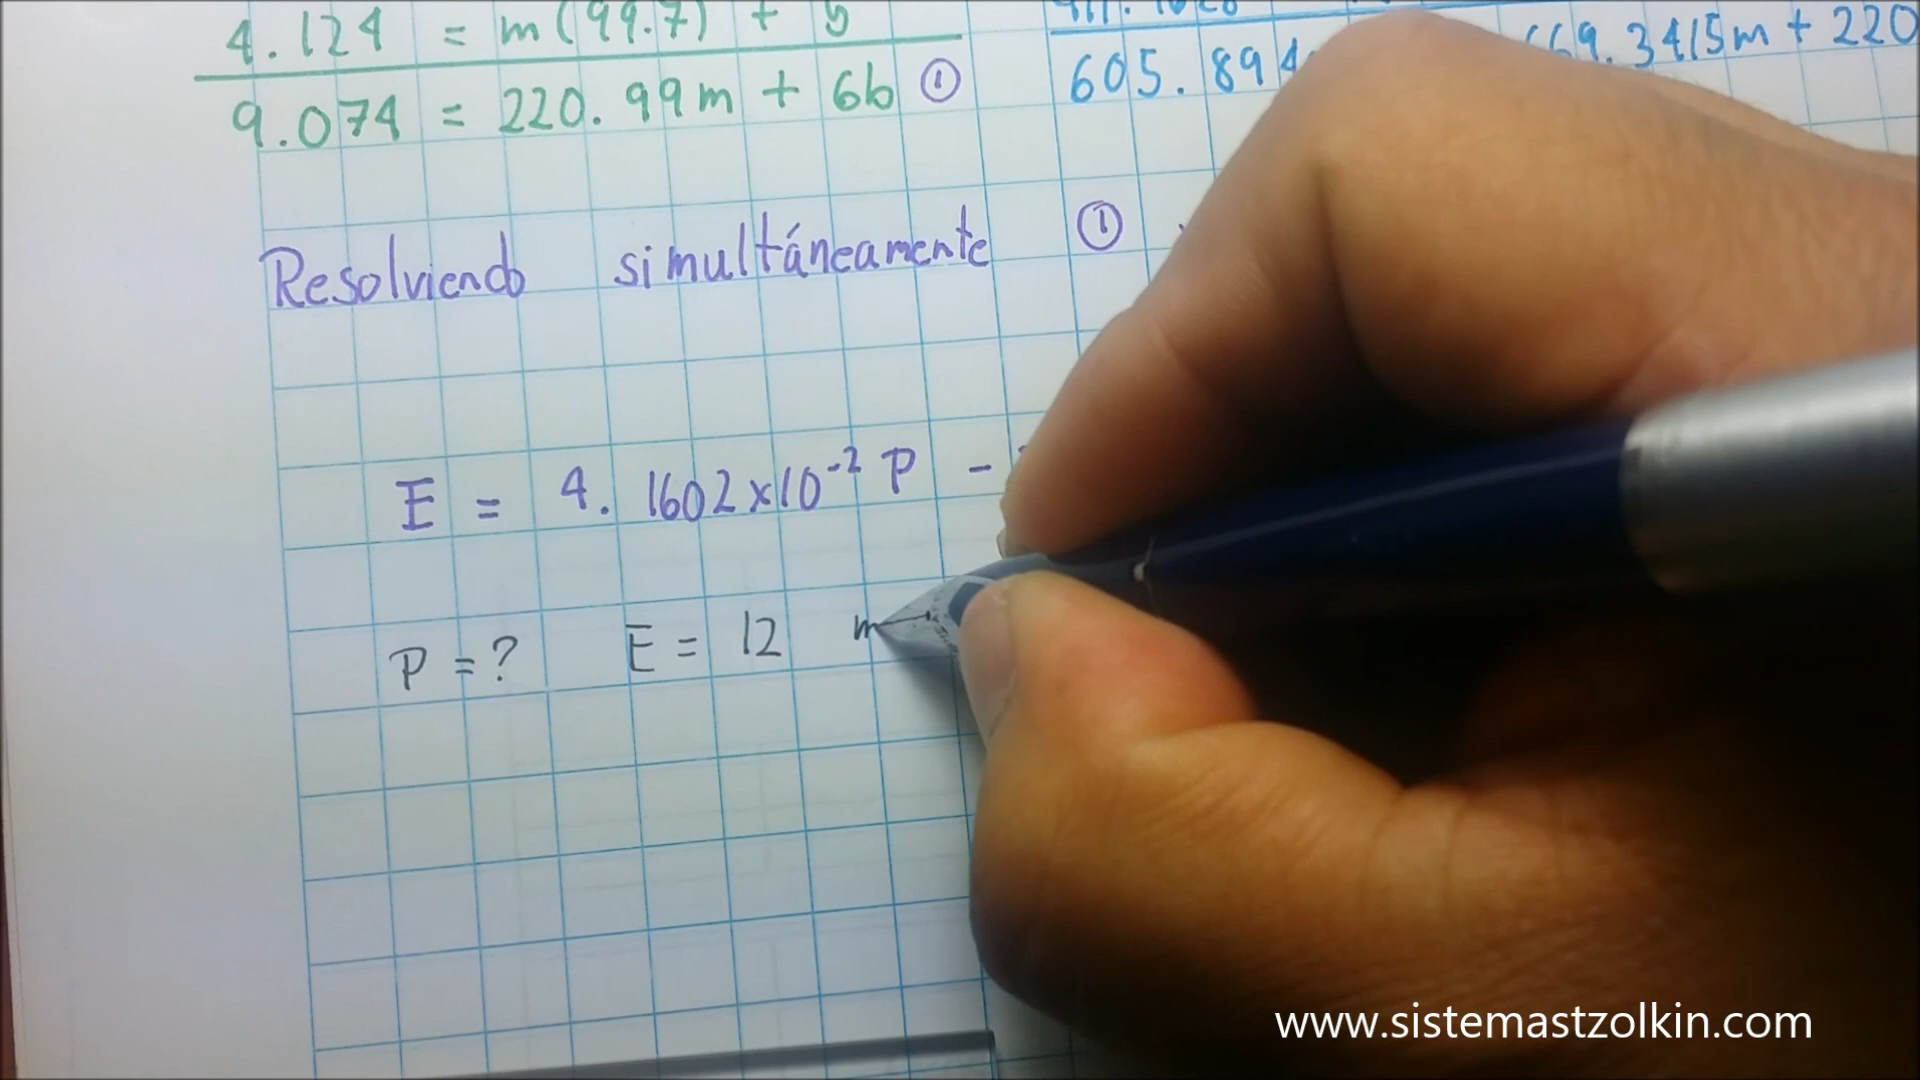 4.124 = m(99.7) + b
9.074 = 220.99m + 6b ①
605.894 669.3415m + 220
Resolviendo simultáneamente ①
E = 4.1602x10⁻² P -
P = ? E = 12 m
www.sistemastzolkin.com